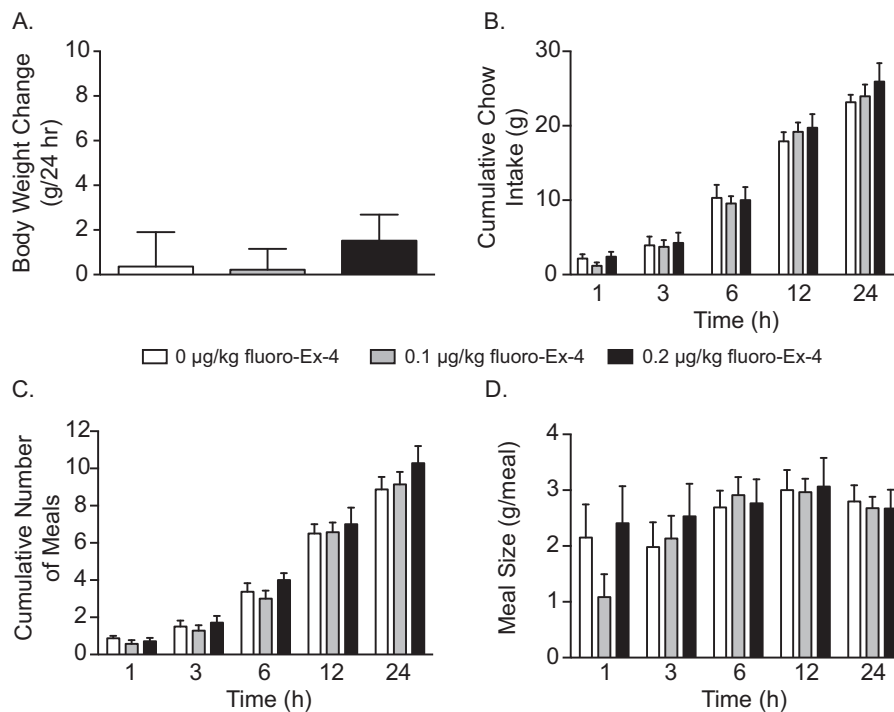 A.
Body Weight Change
(g/24 hr)
10
8
6
4
2
0
B.
Cumulative Chow
Intake (g)
30
20
10
0
1 3 6 12 24
Time (h)
0 µg/kg fluoro-Ex-4 0.1 µg/kg fluoro-Ex-4 0.2 µg/kg fluoro-Ex-4
C.
Cumulative Number
of Meals
12
10
8
6
4
2
0
1 3 6 12 24
Time (h)
D.
Meal Size (g/meal)
4
3
2
1
0
1 3 6 12 24
Time (h)